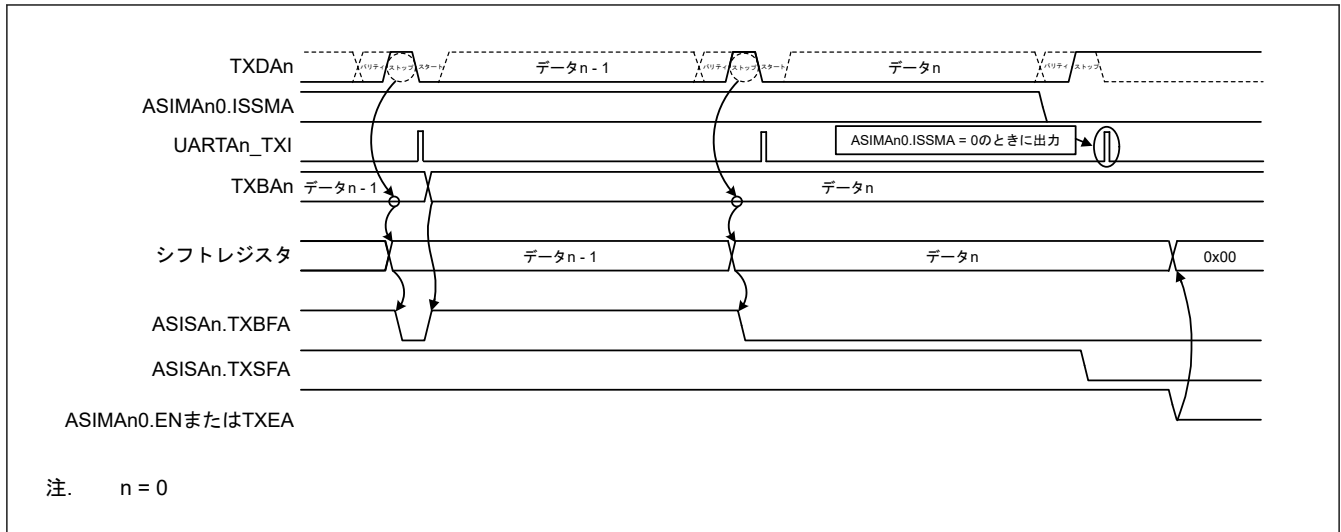 TXDAn パリティ ストップ スタート データn - 1 パリティ ストップ スタート データn パリティ ストップ
ASIMAn0.ISSMA
UARTAn_TXI ASIMAn0.ISSMA = 0のときに出力
TXBAn データn - 1 データn
シフトレジスタ データn - 1 データn 0x00
ASISAn.TXBFA
ASISAn.TXSFA
ASIMAn0.ENまたはTXEA
注. n = 0